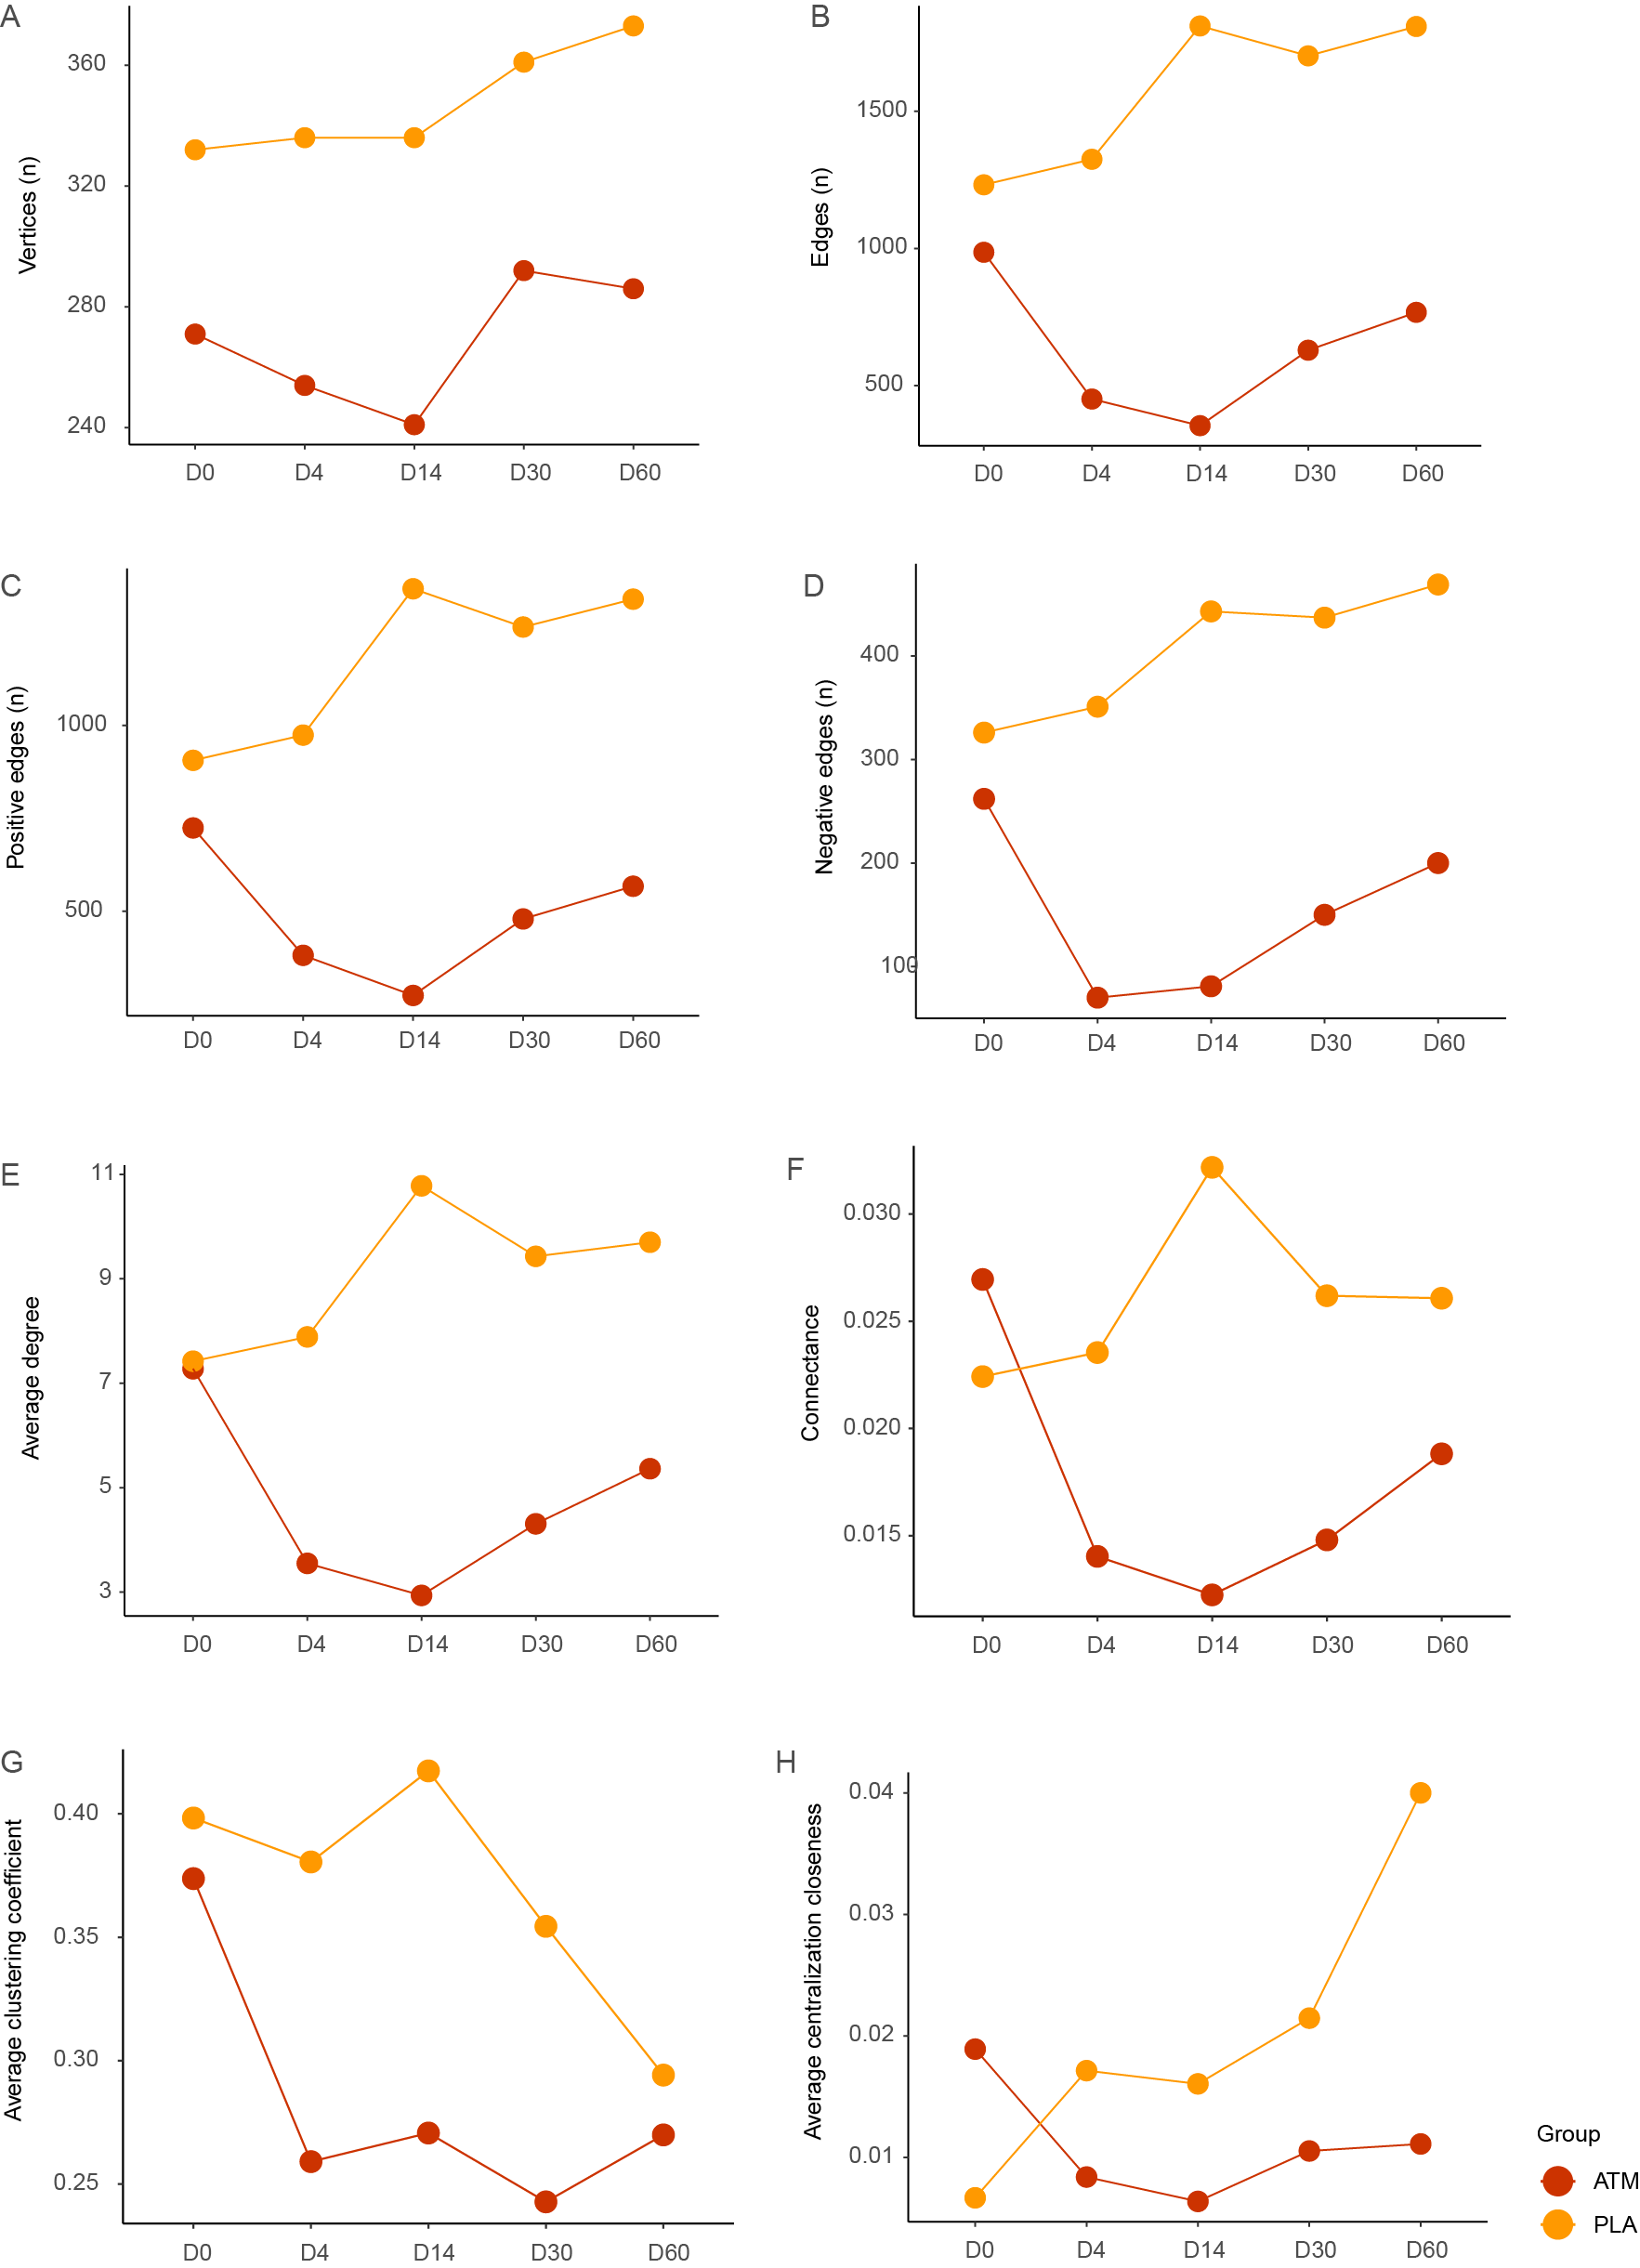 A
Vertices (n)
360
320
280
240
D0 D4 D14 D30 D60
B
Edges (n)
1500
1000
500
D0 D4 D14 D30 D60
C
Positive edges (n)
1000
500
D0 D4 D14 D30 D60
D
Negative edges (n)
400
300
200
100
D0 D4 D14 D30 D60
E
Average degree
11
9
7
5
3
D0 D4 D14 D30 D60
F
Connectance
0.030
0.025
0.020
0.015
D0 D4 D14 D30 D60
G
Average clustering coefficient
0.40
0.35
0.30
0.25
D0 D4 D14 D30 D60
H
Average centralization closeness
0.04
0.03
0.02
0.01
D0 D4 D14 D30 D60
Group
ATM
PLA